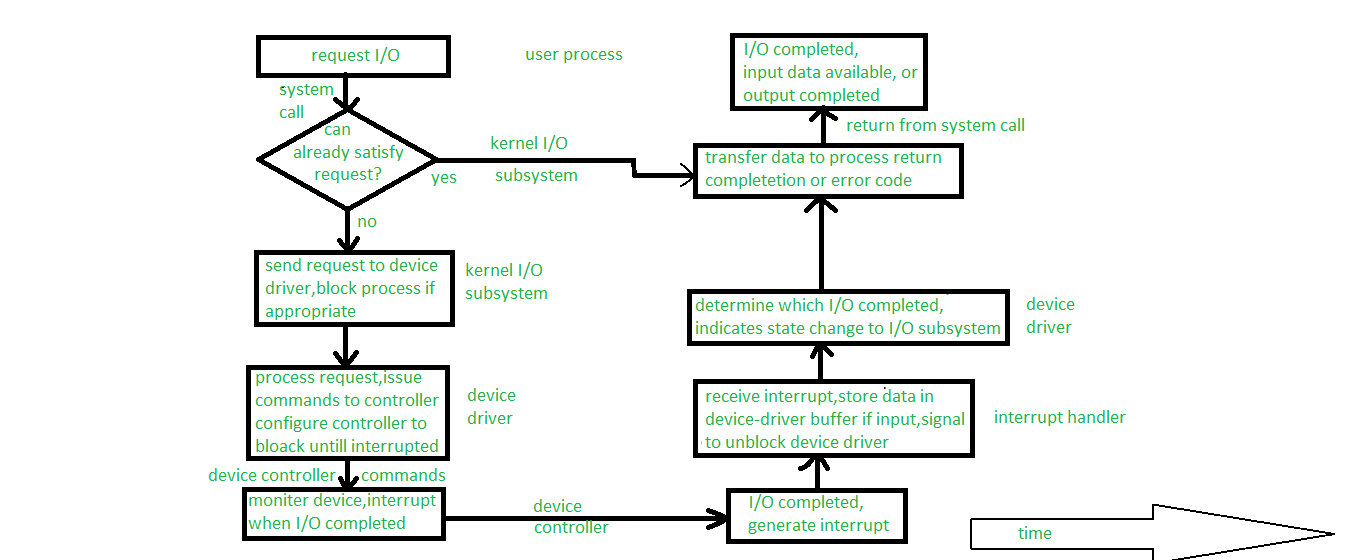 request I/O
user process
I/O completed,
input data available, or
output completed
system
call
return from system call
can
already satisfy
request?
kernel I/O
subsystem
yes
transfer data to process return
completetion or error code
no
send request to device
driver,block process if
appropriate
kernel I/O
subsystem
determine which I/O completed,
indicates state change to I/O subsystem
device
driver
process request,issue
commands to controller
configure controller to
bloack untill interrupted
device
driver
receive interrupt,store data in
device-driver buffer if input,signal
to unblock device driver
interrupt handler
device controller commands
moniter device,interrupt
when I/O completed
device
controller
I/O completed,
generate interrupt
time